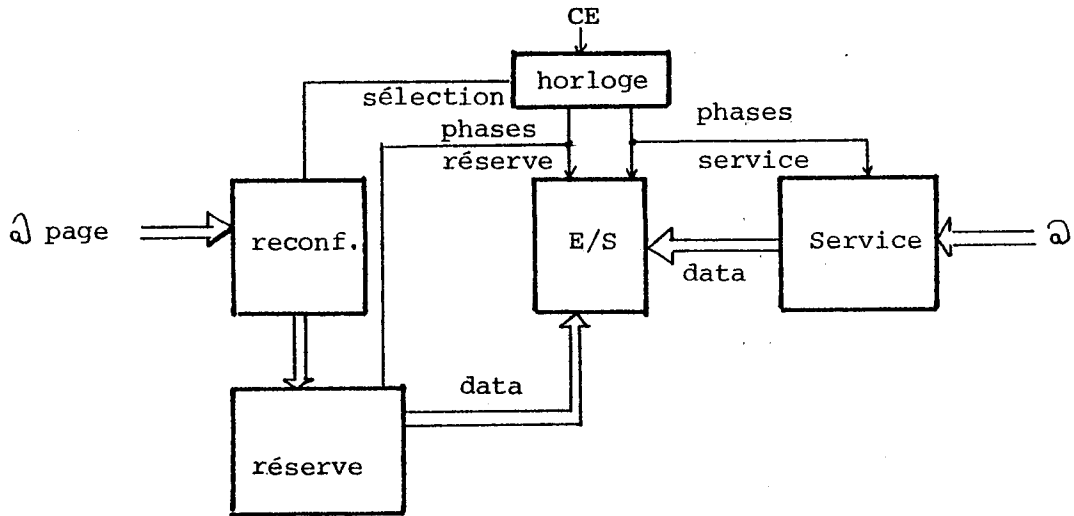 CE
horloge
sélection
phases
réserve
phases
service
@ page
reconf.
E/S
Service
@
data
data
réserve